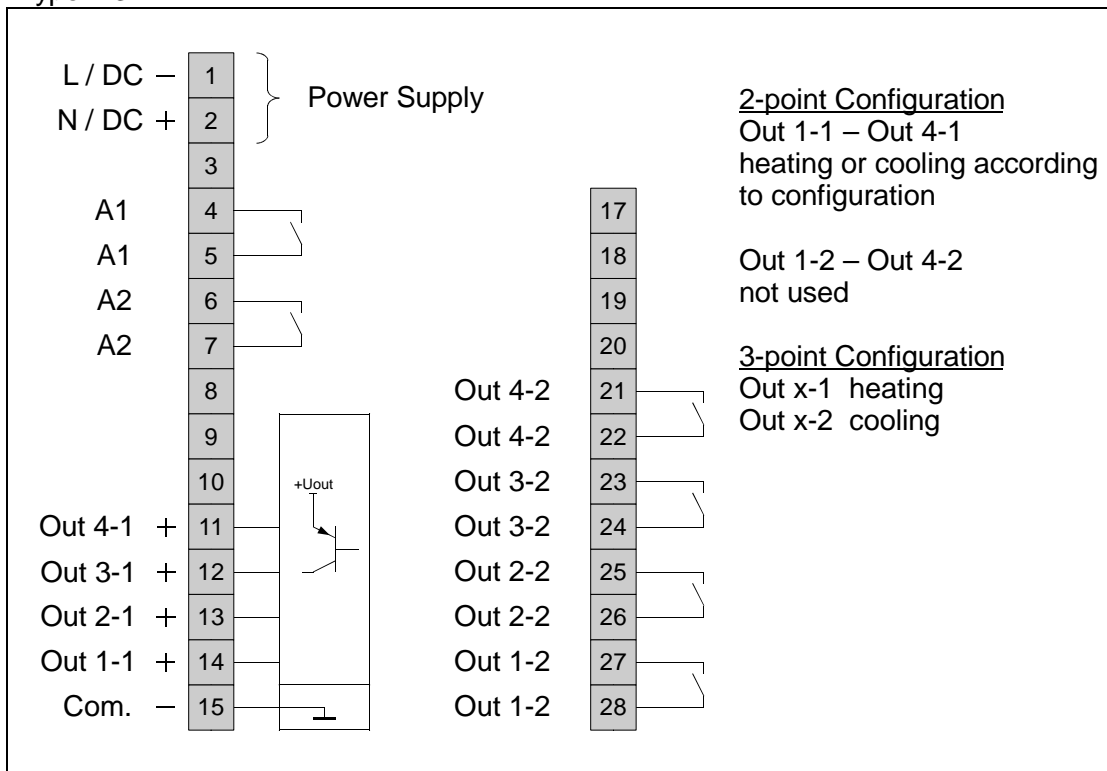 L / DC – 1
N / DC + 2
Power Supply
3
A1 4
A1 5
A2 6
A2 7
8
9
10
+Uout
Out 4-1 + 11
Out 3-1 + 12
Out 2-1 + 13
Out 1-1 + 14
Com. – 15
17
18
19
20
Out 4-2 21
Out 4-2 22
Out 3-2 23
Out 3-2 24
Out 2-2 25
Out 2-2 26
Out 1-2 27
Out 1-2 28
2-point Configuration
Out 1-1 – Out 4-1
heating or cooling according
to configuration
Out 1-2 – Out 4-2
not used
3-point Configuration
Out x-1 heating
Out x-2 cooling